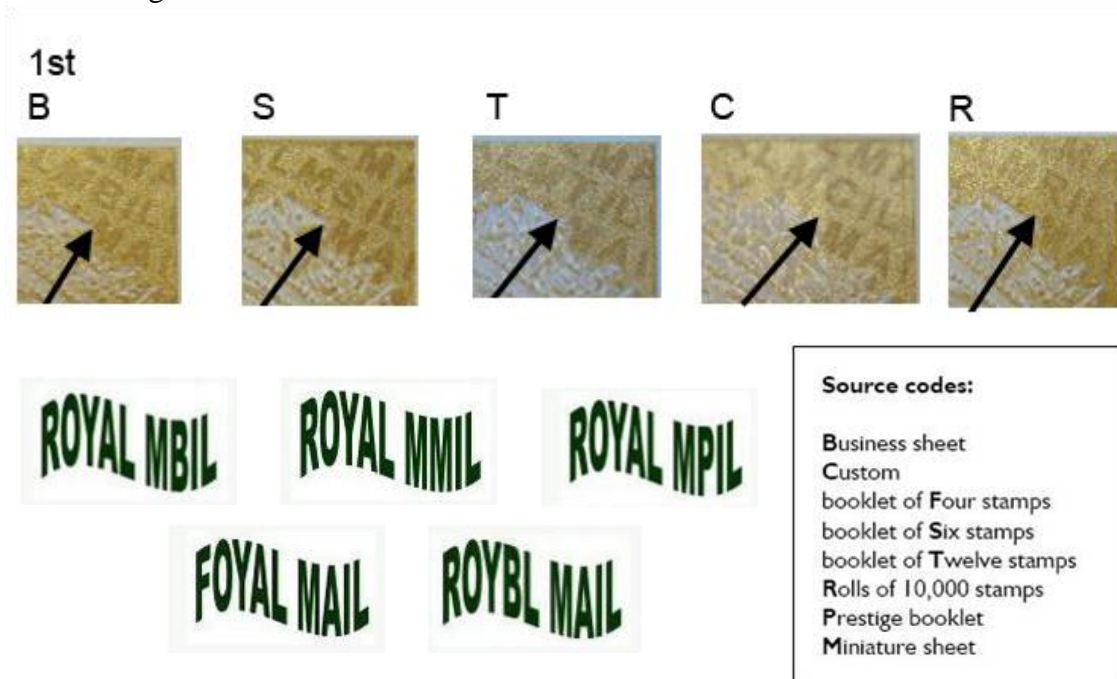 1st
B S T C R
ROYAL MBIL ROYAL MMIL ROYAL MPIL
FOYAL MAIL ROYBL MAIL
Source codes:
Business sheet
Custom
booklet of Four stamps
booklet of Six stamps
booklet of Twelve stamps
Rolls of 10,000 stamps
Prestige booklet
Miniature sheet